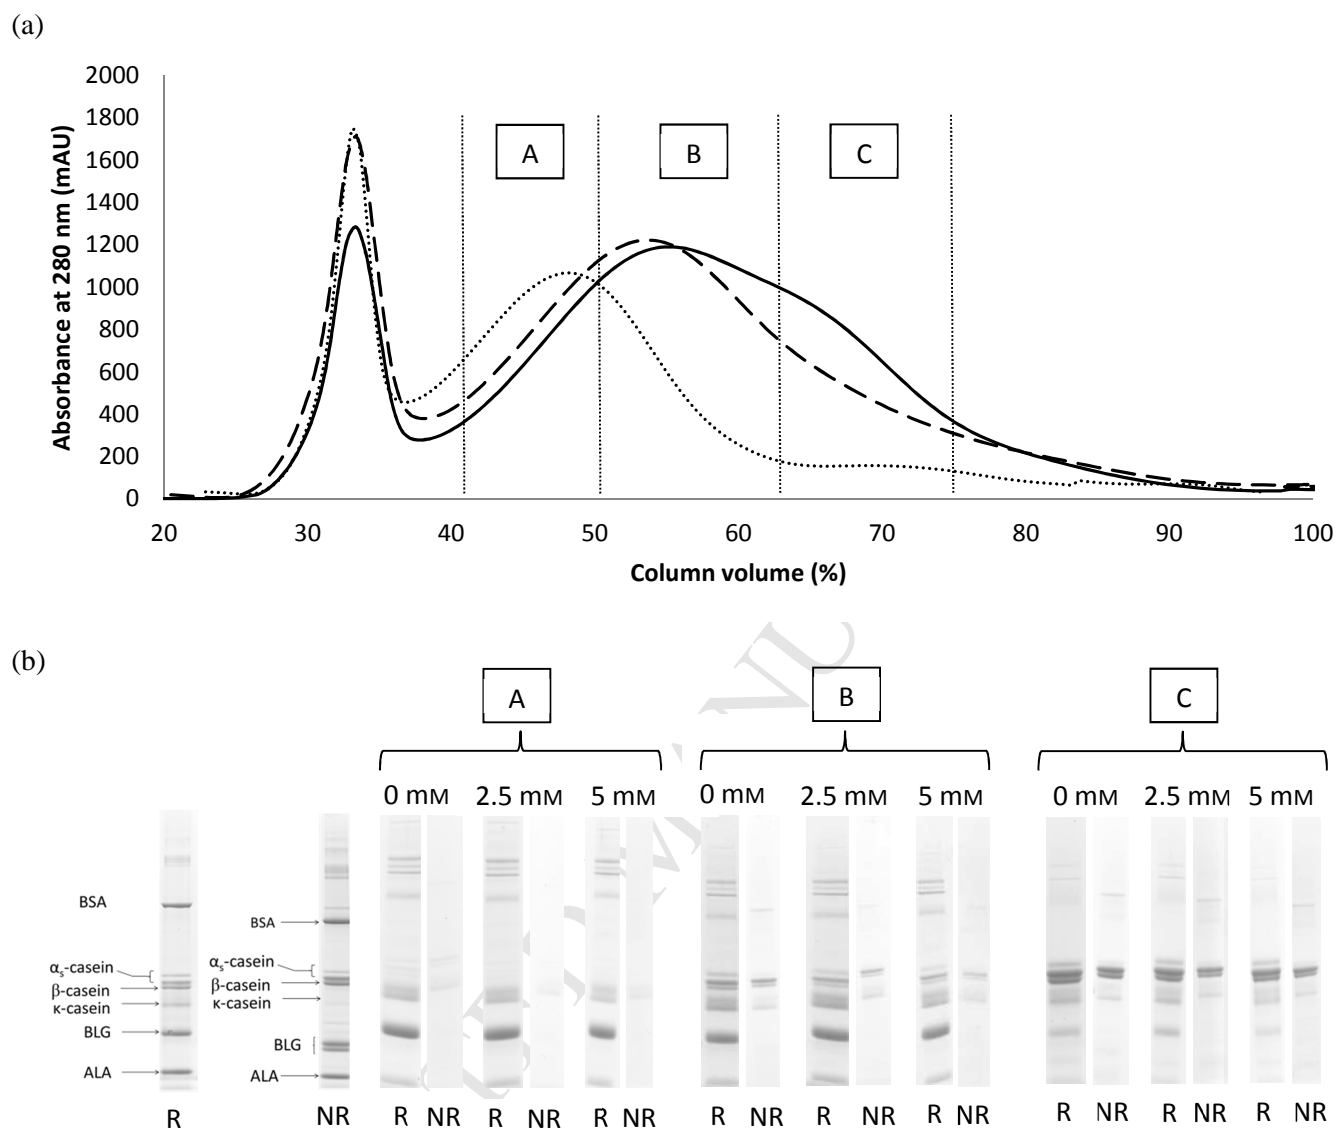 (a)
2000
1800
1600
1400
1200
1000
800
600
400
200
0
Absorbance at 280 nm (mAU)
A
B
C
20 30 40 50 60 70 80 90 100
Column volume (%)
(b)
A
B
C
0 mM 2.5 mM 5 mM
0 mM 2.5 mM 5 mM
0 mM 2.5 mM 5 mM
BSA
αs-casein
β-casein
κ-casein
BLG
ALA
BSA
αs-casein
β-casein
κ-casein
BLG
ALA
R NR R NR R NR R NR R NR R NR R NR R NR R NR R NR